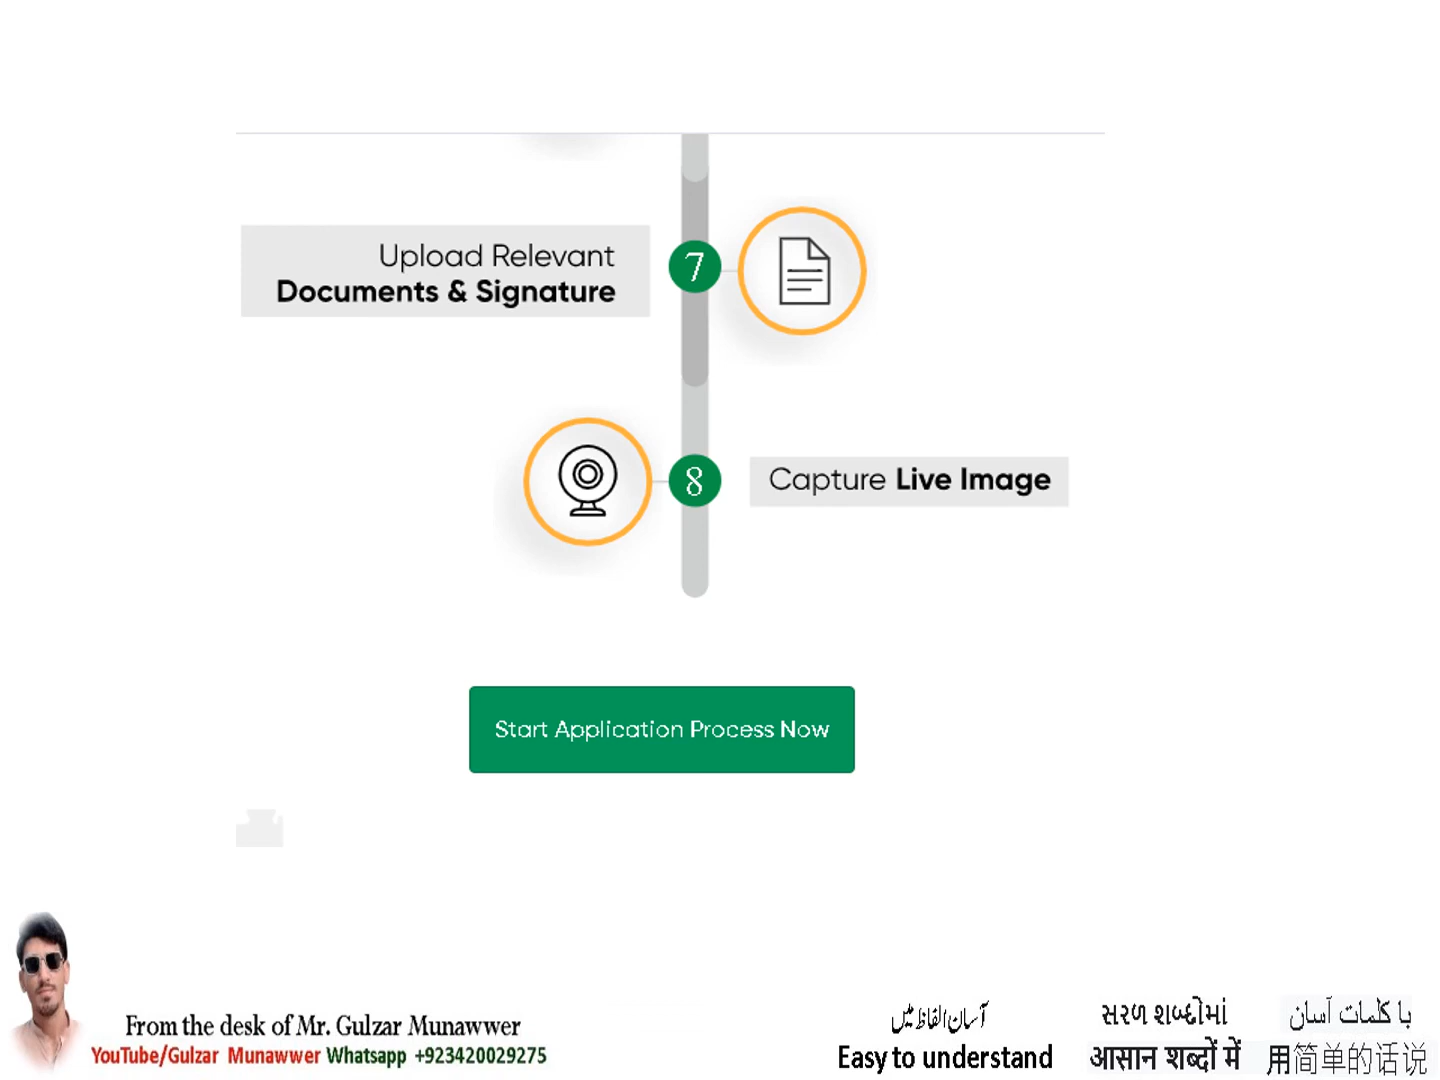 Upload Relevant
Documents & Signature
7
8
Capture Live Image
Start Application Process Now
From the desk of Mr. Gulzar Munawwer
YouTube/Gulzar Munawwer Whatsapp +923420029275
آسان الفاظ میں
Easy to understand
સરળ શબ્દોમાં
आसान शब्दों में
با کلمات آسان
用简单的话说